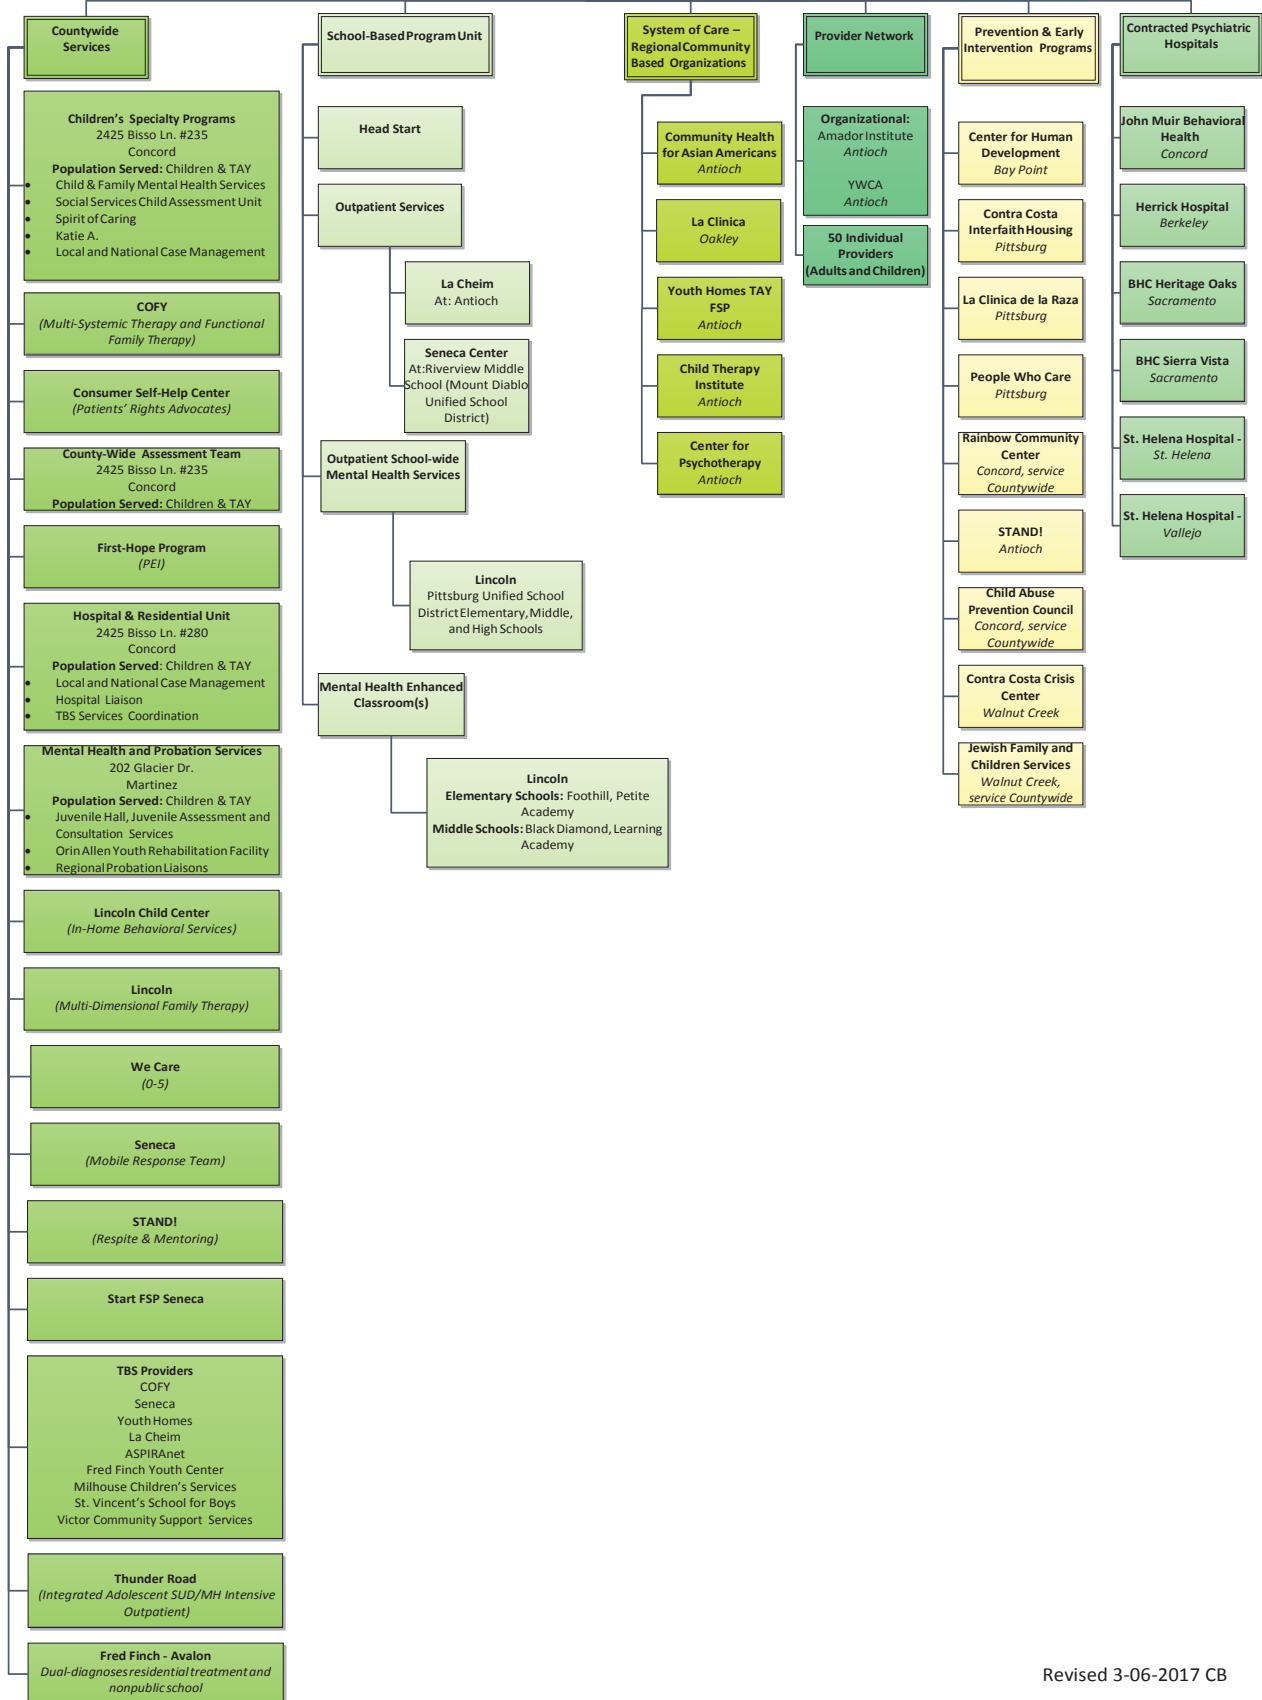 Countywide
Services
Children's Specialty Programs
2425 Bisso Ln. #235
Concord
Population Served: Children & TAY
• Child & Family Mental Health Services
• Social Services Child Assessment Unit
• Spirit of Caring
• Katie A.
• Local and National Case Management
COFY
(Multi-Systemic Therapy and Functional
Family Therapy)
Consumer Self-Help Center
(Patients' Rights Advocates)
County-Wide Assessment Team
2425 Bisso Ln. #235
Concord
Population Served: Children & TAY
First-Hope Program
(PEI)
Hospital & Residential Unit
2425 Bisso Ln. #280
Concord
Population Served: Children & TAY
• Local and National Case Management
• Hospital Liaison
• TBS Services Coordination
Mental Health and Probation Services
202 Glacier Dr.
Martinez
Population Served: Children & TAY
• Juvenile Hall, Juvenile Assessment and
Consultation Services
• Orin Allen Youth Rehabilitation Facility
• Regional Probation Liaisons
Lincoln Child Center
(In-Home Behavioral Services)
Lincoln
(Multi-Dimensional Family Therapy)
We Care
(0-5)
Seneca
(Mobile Response Team)
STAND!
(Respite & Mentoring)
Start FSP Seneca
TBS Providers
COFY
Seneca
Youth Homes
La Cheim
ASPIRAnet
Fred Finch Youth Center
Milhouse Children's Services
St. Vincent's School for Boys
Victor Community Support Services
Thunder Road
(Integrated Adolescent SUD/MH Intensive
Outpatient)
Fred Finch - Avalon
Dual-diagnoses residential treatment and
nonpublic school
School-Based Program Unit
Head Start
Outpatient Services
La Cheim
At: Antioch
Seneca Center
At:Riverview Middle
School (Mount Diablo
Unified School
District)
Outpatient School-wide
Mental Health Services
Lincoln
Pittsburg Unified School
District Elementary, Middle,
and High Schools
Mental Health Enhanced
Classroom(s)
Lincoln
Elementary Schools: Foothill, Petite
Academy
Middle Schools: Black Diamond, Learning
Academy
System of Care –
Regional Community
Based Organizations
Community Health
for Asian Americans
Antioch
La Clinica
Oakley
Youth Homes TAY
FSP
Antioch
Child Therapy
Institute
Antioch
Center for
Psychotherapy
Antioch
Provider Network
Organizational:
Amador Institute
Antioch
YWCA
Antioch
50 Individual
Providers
(Adults and Children)
Prevention & Early
Intervention Programs
Center for Human
Development
Bay Point
Contra Costa
Interfaith Housing
Pittsburg
La Clinica de la Raza
Pittsburg
People Who Care
Pittsburg
Rainbow Community
Center
Concord, service
Countywide
STAND!
Antioch
Child Abuse
Prevention Council
Concord, service
Countywide
Contra Costa Crisis
Center
Walnut Creek
Jewish Family and
Children Services
Walnut Creek,
service Countywide
Contracted Psychiatric
Hospitals
John Muir Behavioral
Health
Concord
Herrick Hospital
Berkeley
BHC Heritage Oaks
Sacramento
BHC Sierra Vista
Sacramento
St. Helena Hospital -
St. Helena
St. Helena Hospital -
Vallejo
Revised 3-06-2017 CB